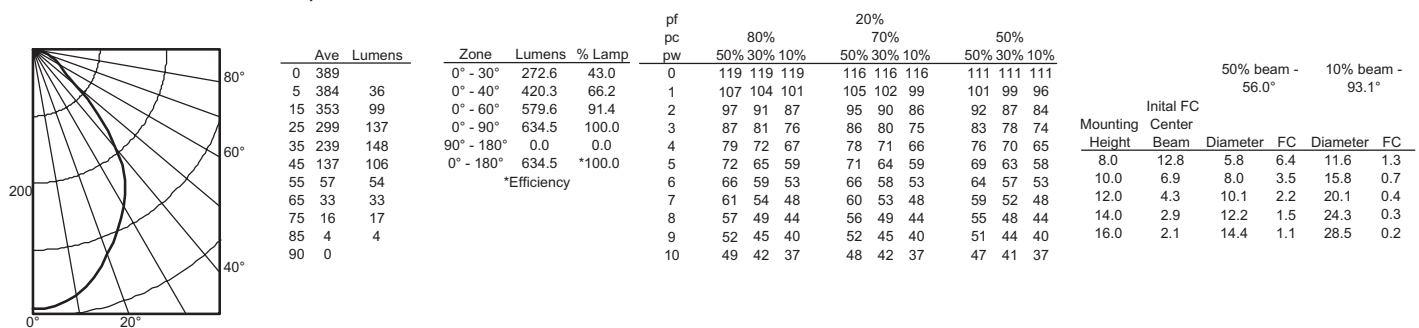 80°
60°
200
40°
0° 20°
Ave Lumens
0 389
5 384 36
15 353 99
25 299 137
35 239 148
45 137 106
55 57 54
65 33 33
75 16 17
85 4 4
90 0
Zone Lumens % Lamp
0° - 30° 272.6 43.0
0° - 40° 420.3 66.2
0° - 60° 579.6 91.4
0° - 90° 634.5 100.0
90° - 180° 0.0 0.0
0° - 180° 634.5 *100.0
*Efficiency
pf 20%
pc 80% 70% 50%
pw 50% 30% 10% 50% 30% 10% 50% 30% 10%
0 119 119 119 116 116 116 111 111 111
1 107 104 101 105 102 99 101 99 96
2 97 91 87 95 90 86 92 87 84
3 87 81 76 86 80 75 83 78 74
4 79 72 67 78 71 66 76 70 65
5 72 65 59 71 64 59 69 63 58
6 66 59 53 66 58 53 64 57 53
7 61 54 48 60 53 48 59 52 48
8 57 49 44 56 49 44 55 48 44
9 52 45 40 52 45 40 51 44 40
10 49 42 37 48 42 37 47 41 37
50% beam - 10% beam -
56.0° 93.1°
Inital FC
Mounting Center
Height Beam Diameter FC Diameter FC
8.0 12.8 5.8 6.4 11.6 1.3
10.0 6.9 8.0 3.5 15.8 0.7
12.0 4.3 10.1 2.2 20.1 0.4
14.0 2.9 12.2 1.5 24.3 0.3
16.0 2.1 14.4 1.1 28.5 0.2